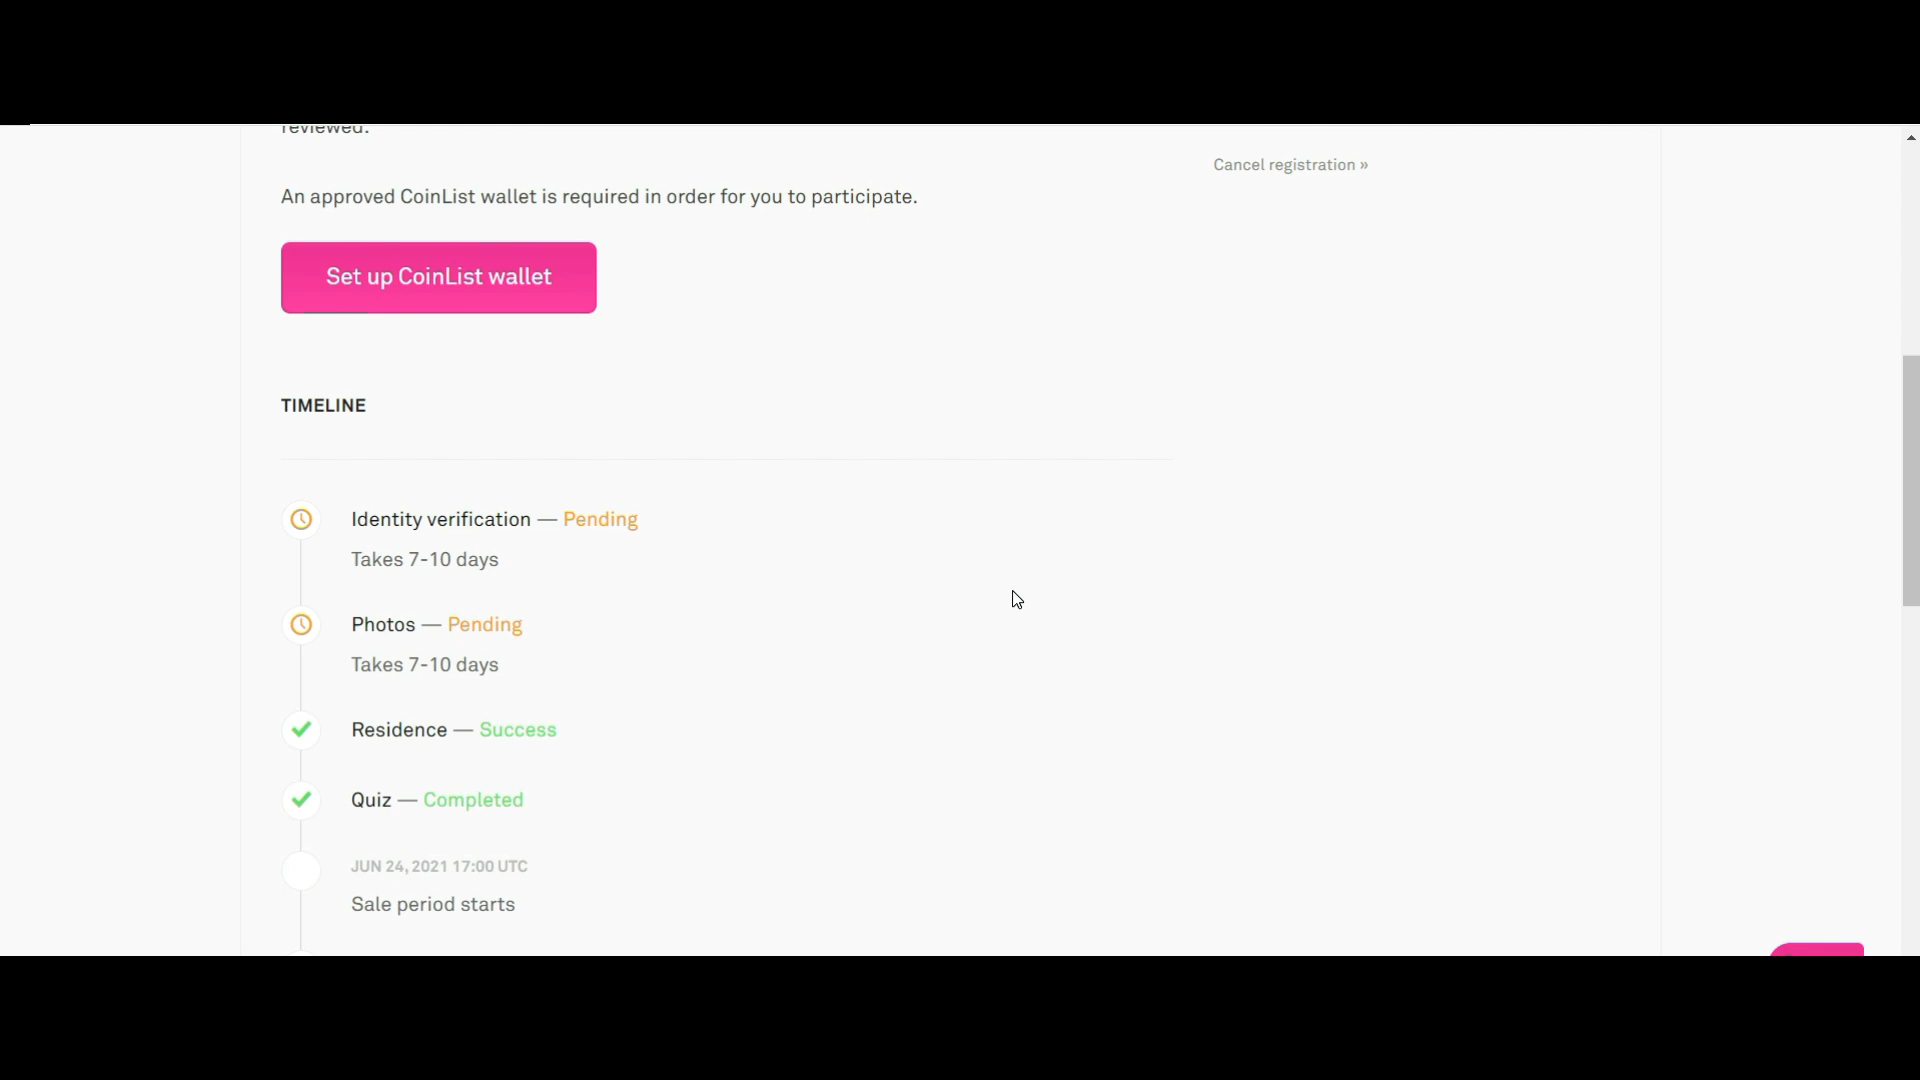 reviewed.
Cancel registration »
An approved CoinList wallet is required in order for you to participate.
Set up CoinList wallet
TIMELINE
Identity verification — Pending
Takes 7-10 days
Photos — Pending
Takes 7-10 days
Residence — Success
Quiz — Completed
JUN 24, 2021 17:00 UTC
Sale period starts